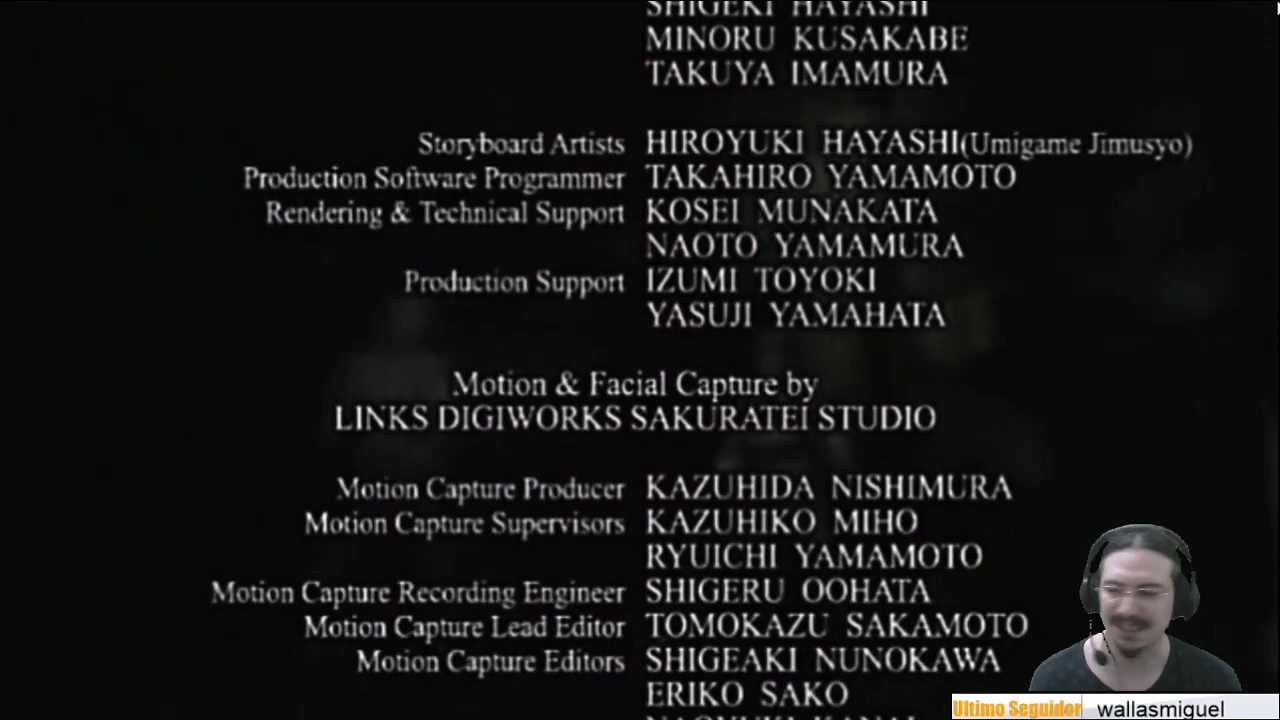 SHIGEKI HAYASHI
MINORU KUSAKABE
TAKUYA IMAMURA
Storyboard Artists HIROYUKI HAYASHI(Umigame Jimusyo)
Production Software Programmer TAKAHIRO YAMAMOTO
Rendering & Technical Support KOSEI MUNAKATA
NAOTO YAMAMURA
Production Support IZUMI TOYOKI
YASUJI YAMAHATA
Motion & Facial Capture by
LINKS DIGIWORKS SAKURATEI STUDIO
Motion Capture Producer KAZUHIDA NISHIMURA
Motion Capture Supervisors KAZUHIKO MIHO
RYUICHI YAMAMOTO
Motion Capture Recording Engineer SHIGERU OOHATA
Motion Capture Lead Editor TOMOKAZU SAKAMOTO
Motion Capture Editors SHIGEAKI NUNOKAWA
ERIKO SAKO
Ultimo Seguidor wallasmiguel